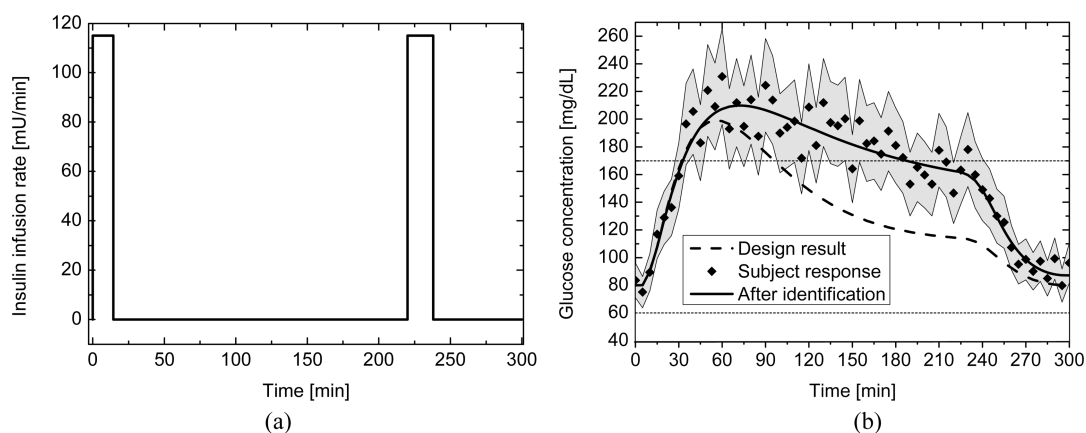 Insulin infusion rate [mU/min]
120
100
80
60
40
20
0
0 50 100 150 200 250 300
Time [min]
(a)
Glucose concentration [mg/dL]
260
240
220
200
180
160
140
120
100
80
60
40
Design result
Subject response
After identification
0 30 60 90 120 150 180 210 240 270 300
Time [min]
(b)